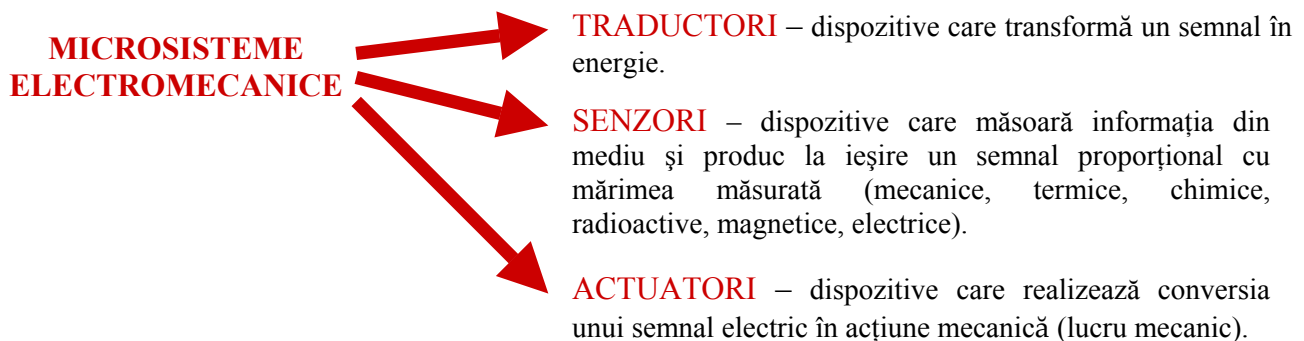 MICROSISTEME
ELECTROMECANICE
TRADUCTORI – dispozitive care transformă un semnal în
energie.
SENZORI – dispozitive care măsoară informația din
mediu şi produc la ieşire un semnal proporțional cu
mărimea măsurată (mecanice, termice, chimice,
radioactive, magnetice, electrice).
ACTUATORI – dispozitive care realizează conversia
unui semnal electric în acțiune mecanică (lucru mecanic).